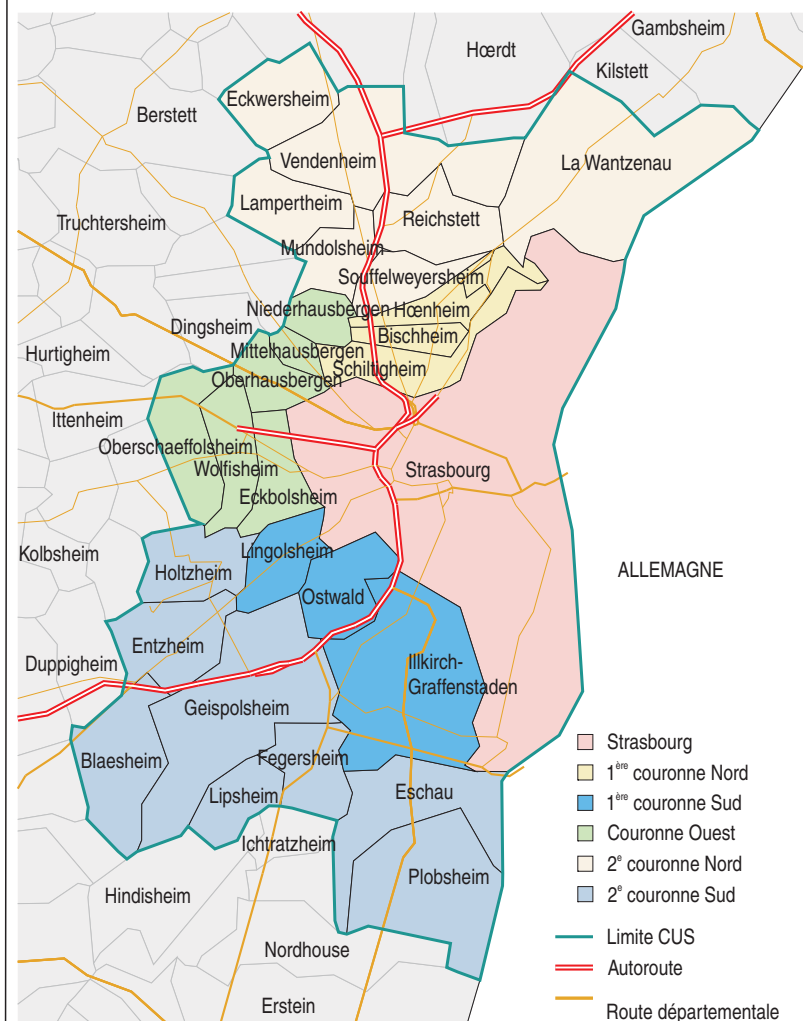 Gambsheim
Hœrdt
Kilstett
Eckwersheim
Berstett
Vendenheim
La Wantzenau
Lampertheim
Reichstett
Truchtersheim
Mundolsheim
Souffelweyersheim
Niederhausbergen
Hœnheim
Dingsheim
Bischheim
Hurtigheim
Mittelhausbergen
Schiltigheim
Oberhausbergen
Ittenheim
Oberschaeffolsheim
Wolfisheim
Strasbourg
Eckbolsheim
Kolbsheim
Lingolsheim
Holtzheim
ALLEMAGNE
Ostwald
Entzheim
Duppigheim
Illkirch-
Graffenstaden
Geispolsheim
Blaesheim
Fegersheim
Eschau
Lipsheim
Ichtratzheim
Plobsheim
Hindisheim
Nordhouse
Erstein
Strasbourg
1ère couronne Nord
1ère couronne Sud
Couronne Ouest
2e couronne Nord
2e couronne Sud
Limite CUS
Autoroute
Route départementale